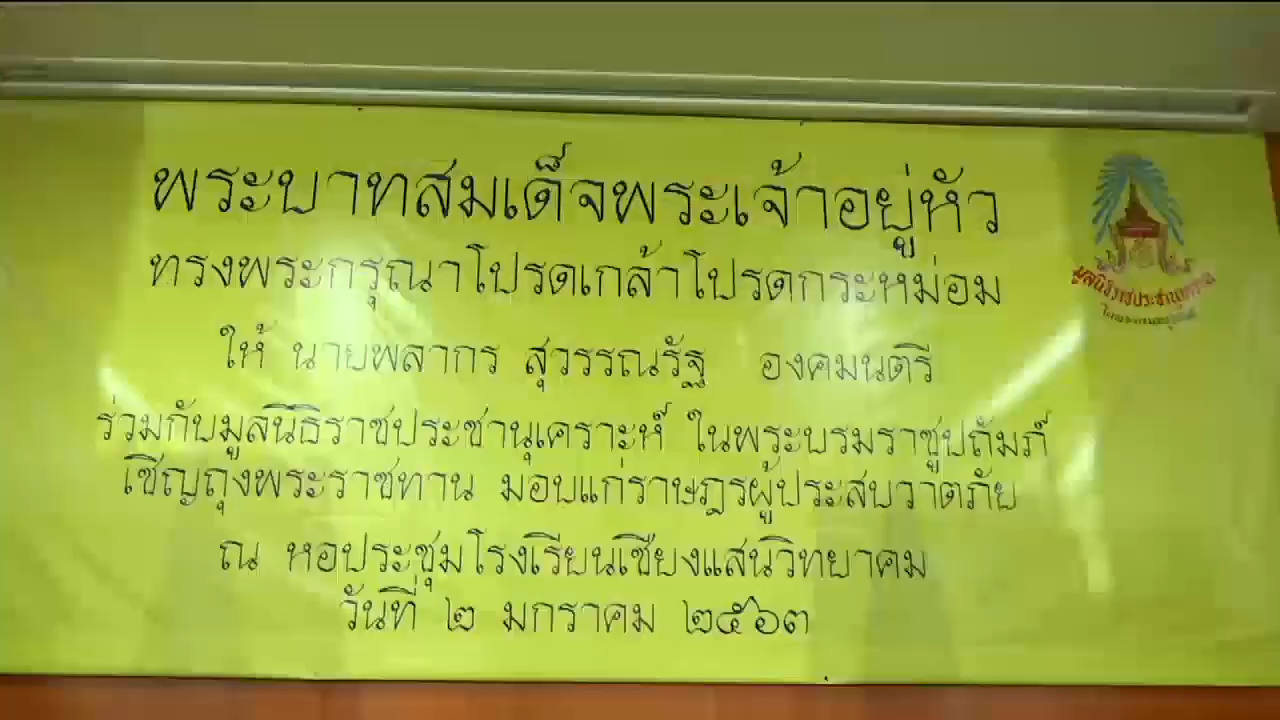 พระบาทสมเด็จพระเจ้าอยู่หัว
ทรงพระกรุณาโปรดเกล้าโปรดกระหม่อม
ให้ นายพลากร สุวรรณรัฐ องคมนตรี
ร่วมกับมูลนิธิราชประชานุเคราะห์ ในพระบรมราชูปถัมภ์
เชิญถุงพระราชทาน มอบแก่ราษฎรผู้ประสบวาตภัย
ณ หอประชุมโรงเรียนเชียงแสนวิทยาคม
วันที่ ๒ มกราคม ๒๕๖๓